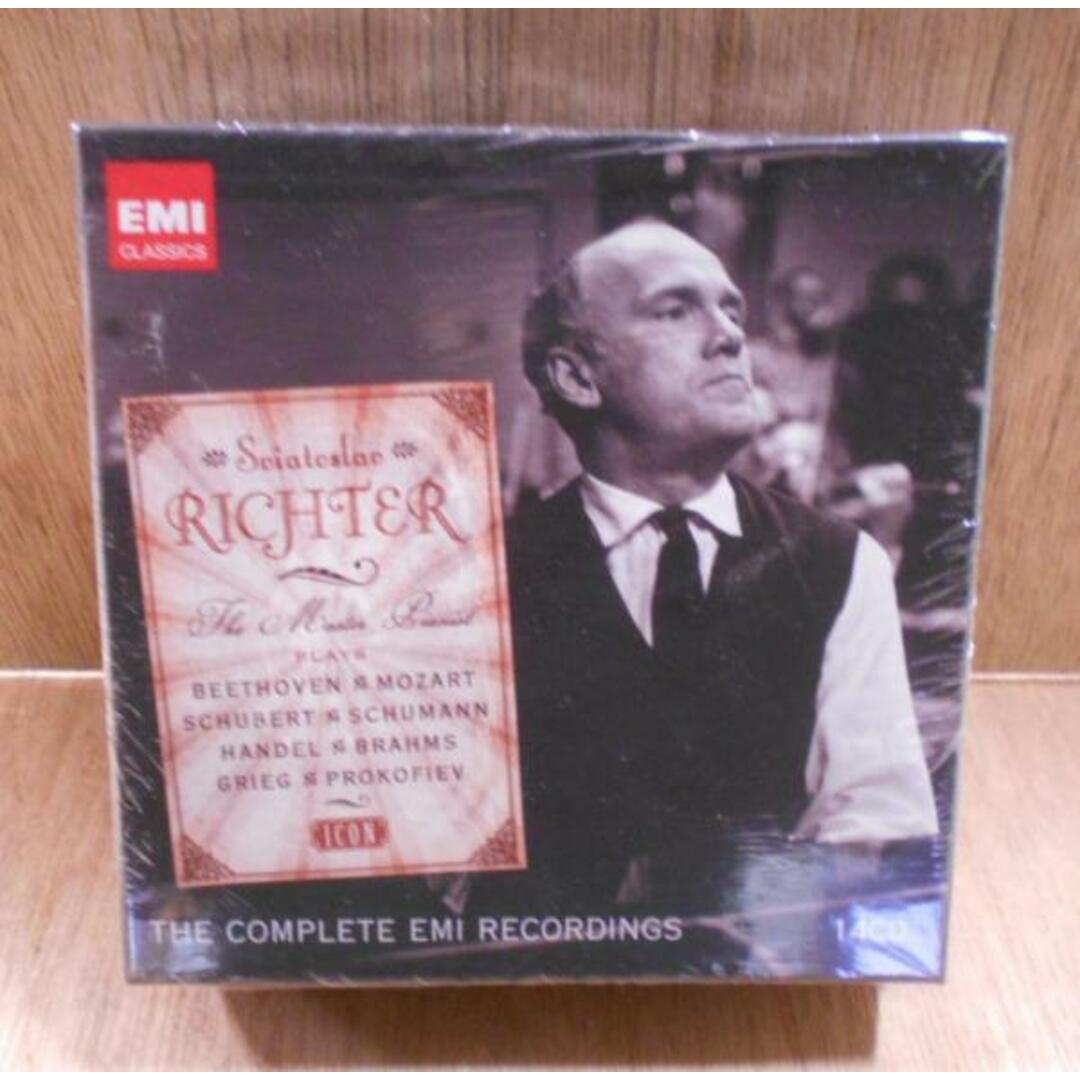 EMI
CLASSICS
Sviatoslav
RICHTER
The Master Pianist
PLAYS
BEETHOVEN & MOZART
SCHUBERT & SCHUMANN
HANDEL & BRAHMS
GRIEG & PROKOFIEV
ICON
THE COMPLETE EMI RECORDINGS
14CD